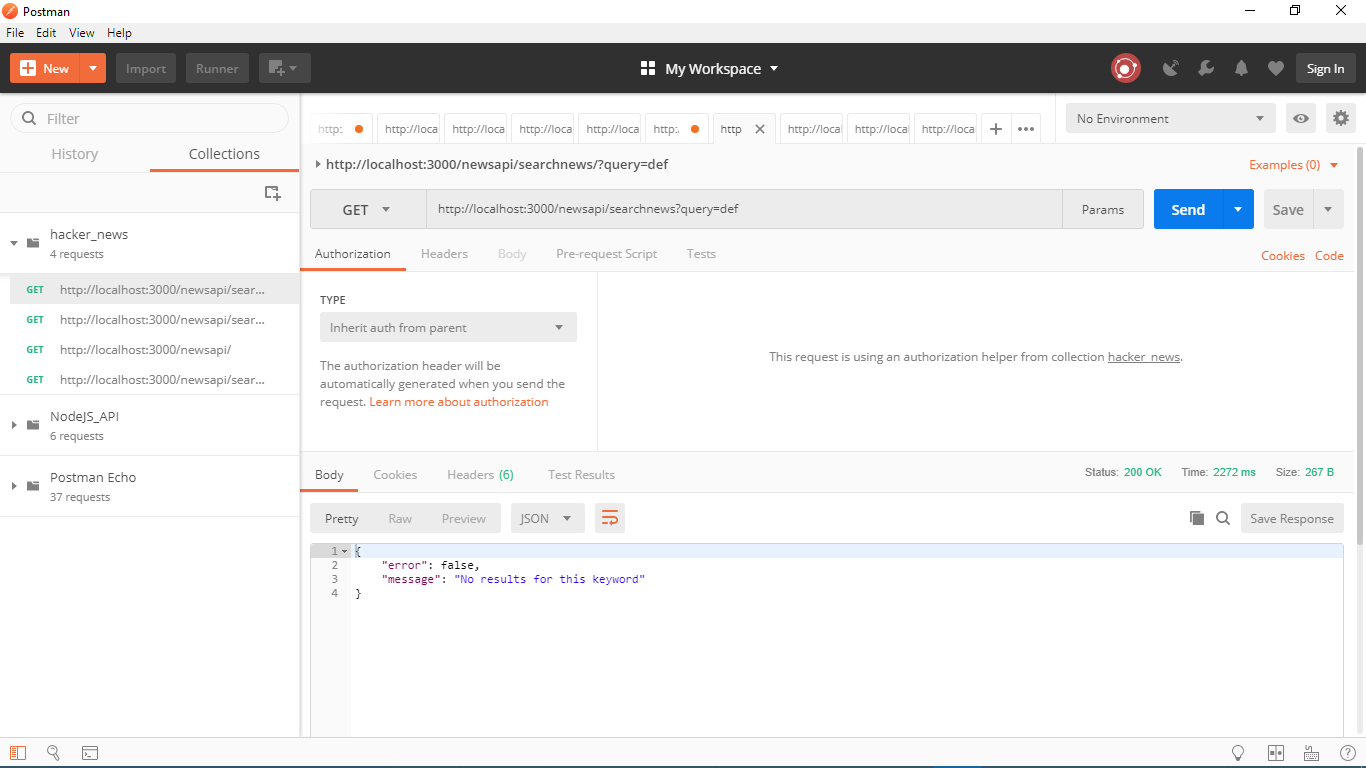 Postman
File Edit View Help
New Import Runner My Workspace Sign In
Filter
History Collections
hacker_news
4 requests
GET http://localhost:3000/newsapi/sear...
GET http://localhost:3000/newsapi/sear...
GET http://localhost:3000/newsapi/
GET http://localhost:3000/newsapi/sear...
NodeJS_API
6 requests
Postman Echo
37 requests
http: http://loca http://loca http://loca http://loca http:. http http://local http://local http://local
No Environment
http://localhost:3000/newsapi/searchnews/?query=def
Examples (0)
GET http://localhost:3000/newsapi/searchnews?query=def Params Send Save
Authorization Headers Body Pre-request Script Tests Cookies Code
TYPE
Inherit auth from parent
The authorization header will be
automatically generated when you send the
request. Learn more about authorization
This request is using an authorization helper from collection hacker_news.
Body Cookies Headers (6) Test Results Status: 200 OK Time: 2272 ms Size: 267 B
Pretty Raw Preview JSON Save Response
1 {
2 "error": false,
3 "message": "No results for this keyword"
4 }